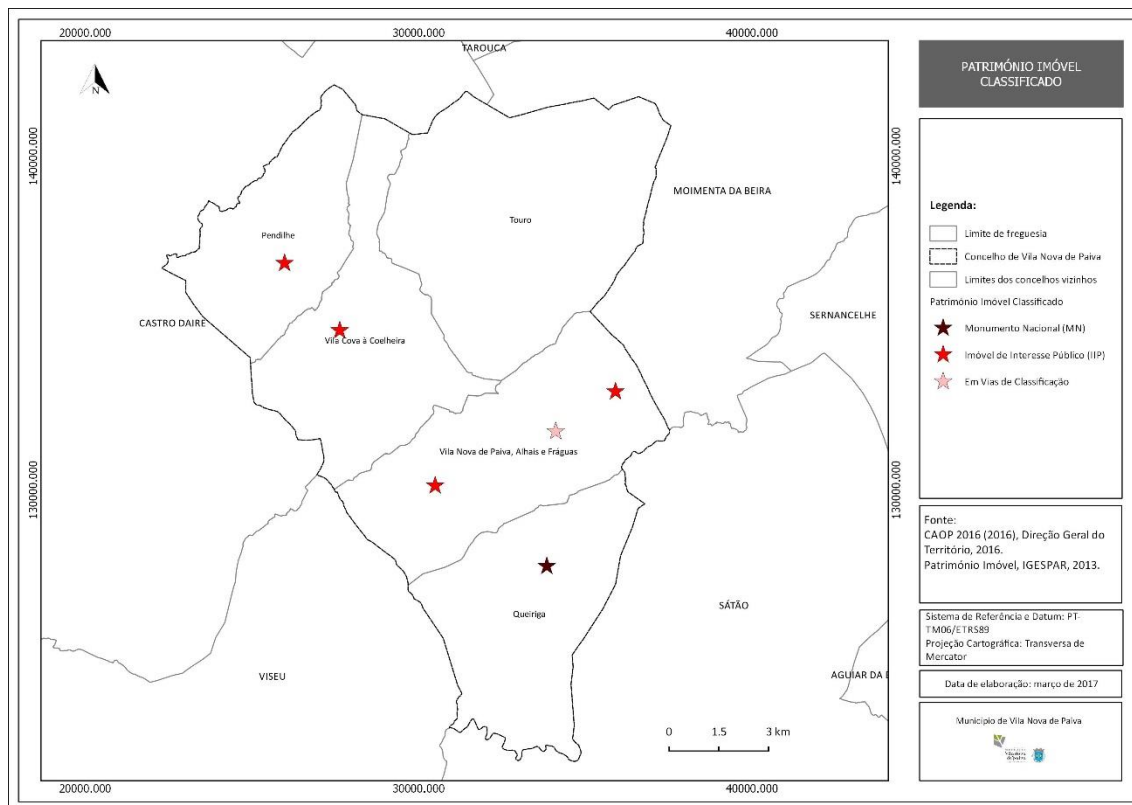 20000.000 30000.000 40000.000
TAROUCA
N
140000.000 140000.000
MOIMENTA DA BEIRA
Touro
Pendilhe
CASTRO DAIRE
SERNANCELHE
Vila Cova à Coelheira
Vila Nova de Paiva, Alhais e Fráguas
130000.000 130000.000
Queiriga
SÁTÃO
VISEU
AGUIAR DA B
0 1.5 3 km
20000.000 30000.000 40000.000
PATRIMÓNIO IMÓVEL
CLASSIFICADO
Legenda:
Limite de freguesia
Concelho de Vila Nova de Paiva
Limites dos concelhos vizinhos
Património Imóvel Classificado
Monumento Nacional (MN)
Imóvel de Interesse Público (IIP)
Em Vias de Classificação
Fonte:
CAOP 2016 (2016), Direção Geral do
Território, 2016.
Património Imóvel, IGESPAR, 2013.
Sistema de Referência e Datum: PT-
TM06/ETRS89
Projeção Cartográfica: Transversa de
Mercator
Data de elaboração: março de 2017
Municipio de Vila Nova de Paiva